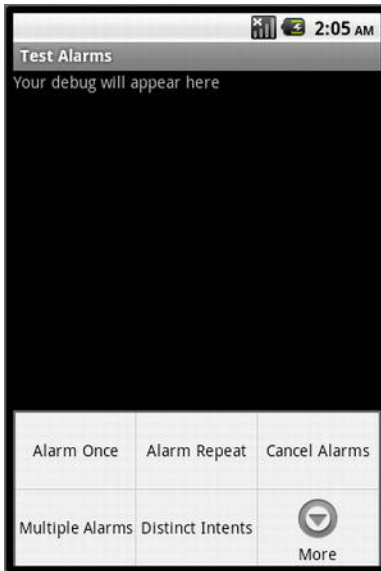 2:05 AM
Test Alarms
Your debug will appear here
Alarm Once
Alarm Repeat
Cancel Alarms
Multiple Alarms
Distinct Intents
More